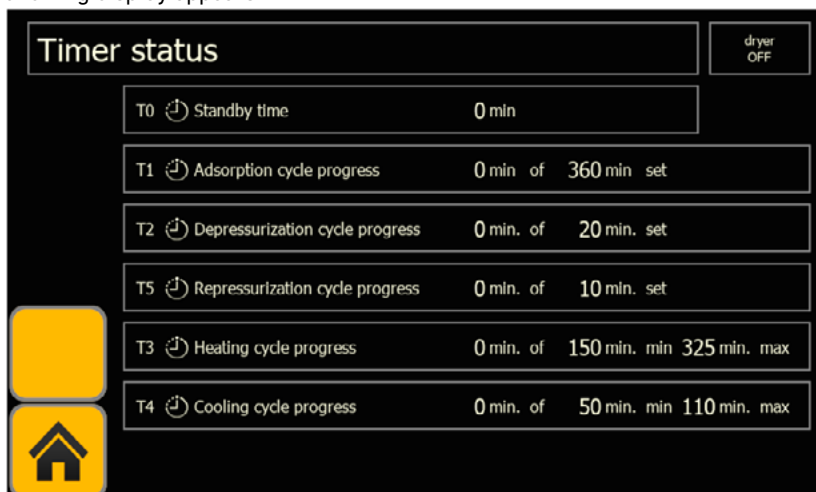 Timer status
dryer
OFF
T0 Standby time 0 min
T1 Adsorption cycle progress 0 min of 360 min set
T2 Depressurization cycle progress 0 min. of 20 min. set
T5 Repressurization cycle progress 0 min. of 10 min. set
T3 Heating cycle progress 0 min. of 150 min. min 325 min. max
T4 Cooling cycle progress 0 min. of 50 min. min 110 min. max